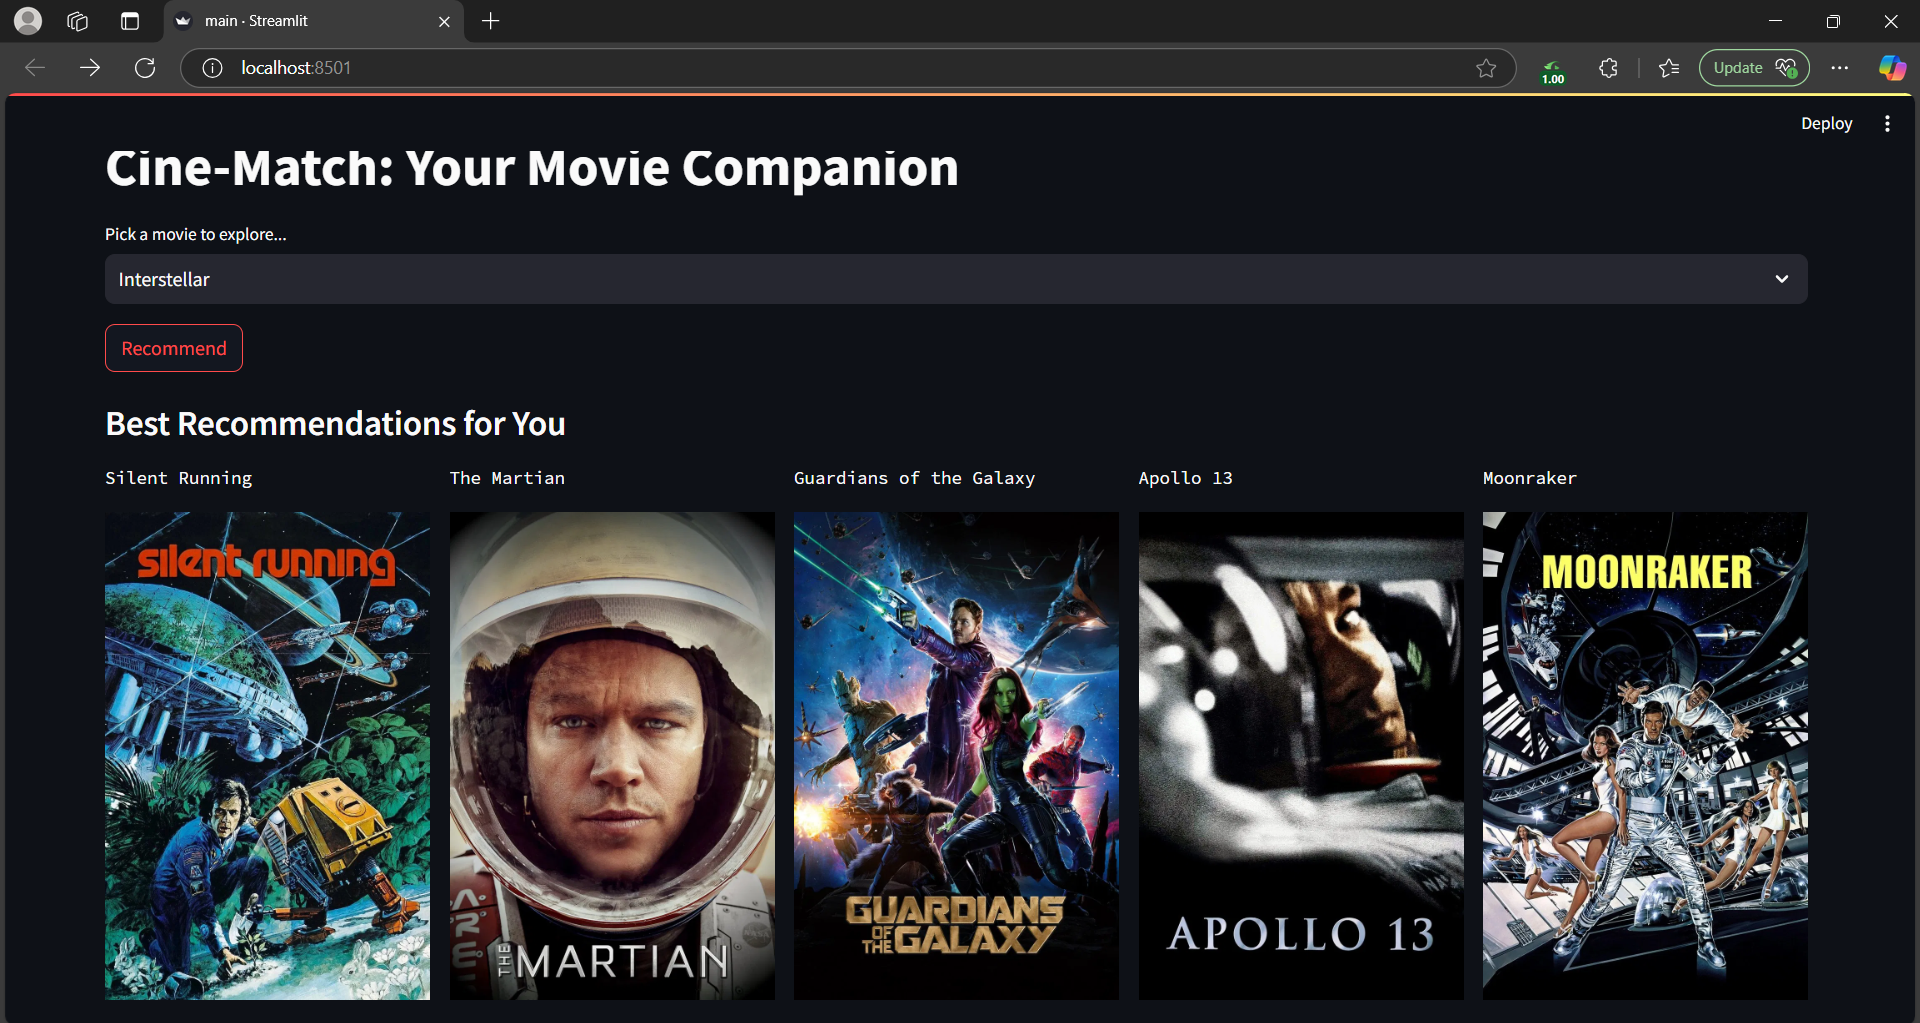 main · Streamlit
localhost:8501
1.00
Update
Deploy
Cine-Match: Your Movie Companion
Pick a movie to explore...
Interstellar
Recommend
Best Recommendations for You
Silent Running
The Martian
Guardians of the Galaxy
Apollo 13
Moonraker
silent running
THE MARTIAN
GUARDIANS
OF THE GALAXY
APOLLO 13
MOONRAKER